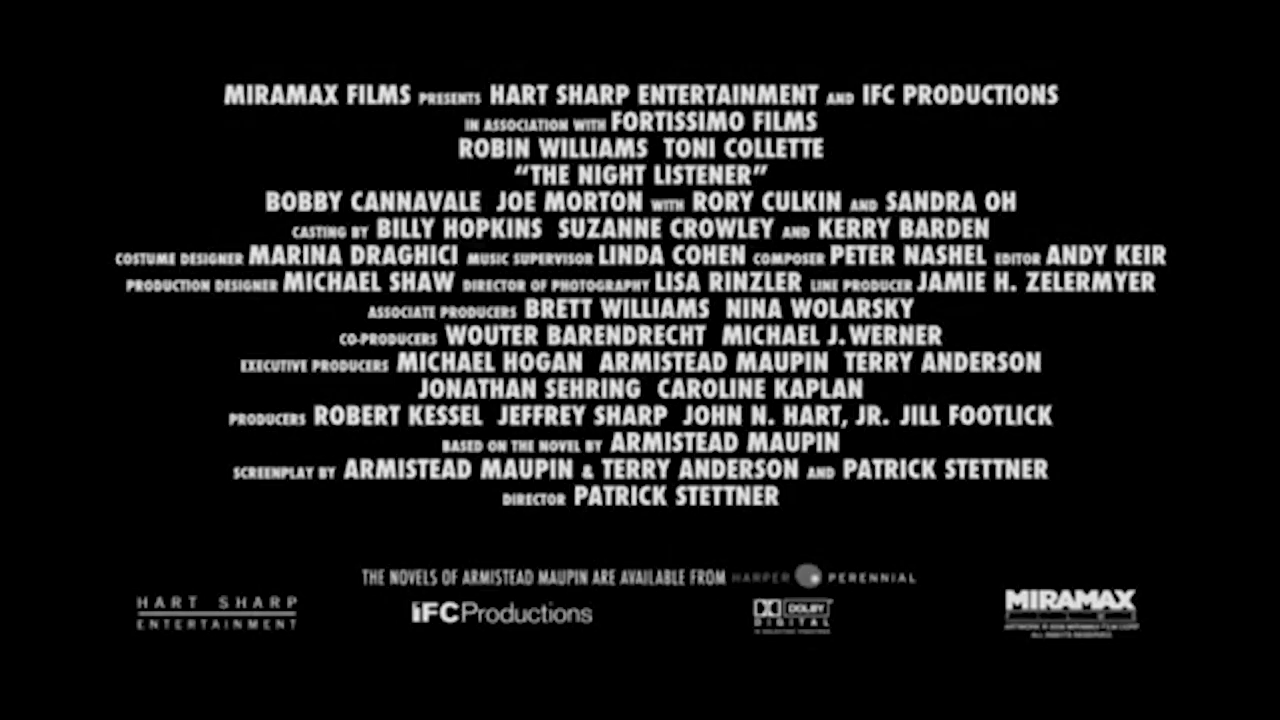 MIRAMAX FILMS PRESENTS HART SHARP ENTERTAINMENT AND IFC PRODUCTIONS
IN ASSOCIATION WITH FORTISSIMO FILMS
ROBIN WILLIAMS TONI COLLETTE
“THE NIGHT LISTENER”
BOBBY CANNAVALE JOE MORTON WITH RORY CULKIN AND SANDRA OH
CASTING BY BILLY HOPKINS SUZANNE CROWLEY AND KERRY BARDEN
COSTUME DESIGNER MARINA DRAGHICI MUSIC SUPERVISOR LINDA COHEN COMPOSER PETER NASHEL EDITOR ANDY KEIR
PRODUCTION DESIGNER MICHAEL SHAW DIRECTOR OF PHOTOGRAPHY LISA RINZLER LINE PRODUCER JAMIE H. ZELERMYER
ASSOCIATE PRODUCERS BRETT WILLIAMS NINA WOLARSKY
CO-PRODUCERS WOUTER BARENDRECHT MICHAEL J. WERNER
EXECUTIVE PRODUCERS MICHAEL HOGAN ARMISTEAD MAUPIN TERRY ANDERSON
JONATHAN SEHRING CAROLINE KAPLAN
PRODUCERS ROBERT KESSEL JEFFREY SHARP JOHN N. HART, JR. JILL FOOTLICK
BASED ON THE NOVEL BY ARMISTEAD MAUPIN
SCREENPLAY BY ARMISTEAD MAUPIN & TERRY ANDERSON AND PATRICK STETTNER
DIRECTOR PATRICK STETTNER
THE NOVELS OF ARMISTEAD MAUPIN ARE AVAILABLE FROM HARPER PERENNIAL
HART SHARP
ENTERTAINMENT
iFCProductions
DOLBY
DIGITAL
MIRAMAX
ALL RIGHTS RESERVED